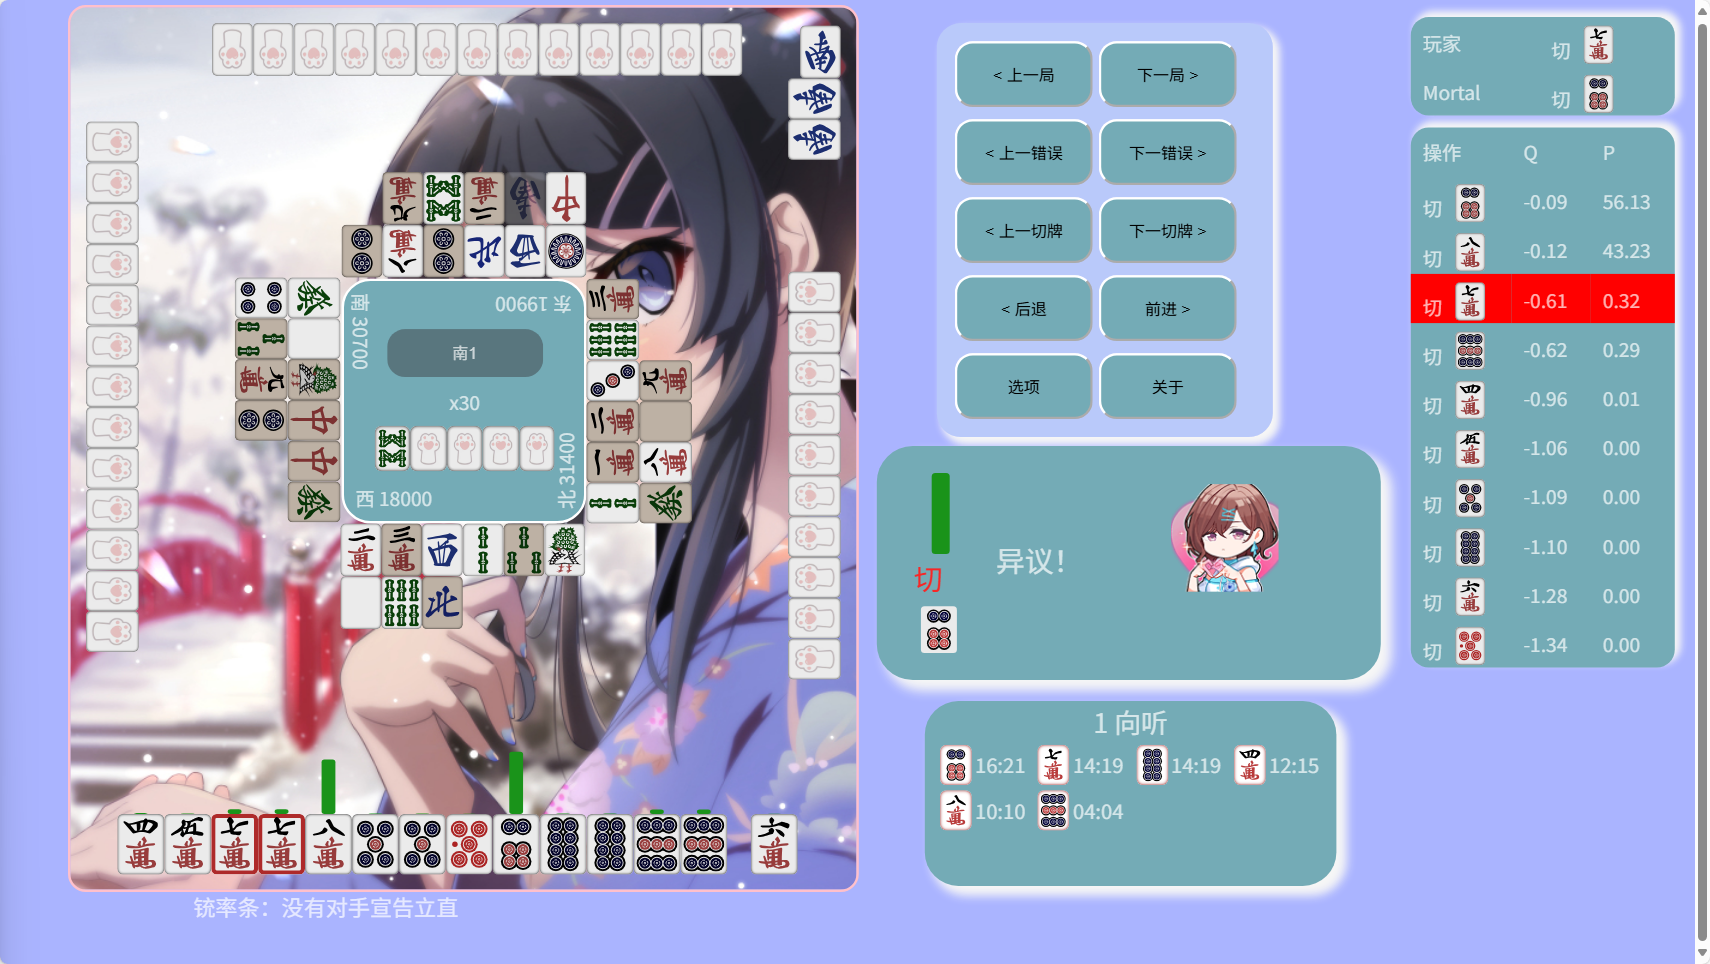 东 19900
南 30700
南1
x30
北 31400
西 18000
铳率条：没有对手宣告立直
< 上一局
下一局 >
< 上一错误
下一错误 >
< 上一切牌
下一切牌 >
< 后退
前进 >
选项
关于
切
异议！
1 向听
16:21 14:19 14:19 12:15
10:10 04:04
玩家 切
Mortal 切
操作 Q P
切 -0.09 56.13
切 -0.12 43.23
切 -0.61 0.32
切 -0.62 0.29
切 -0.96 0.01
切 -1.06 0.00
切 -1.09 0.00
切 -1.10 0.00
切 -1.28 0.00
切 -1.34 0.00